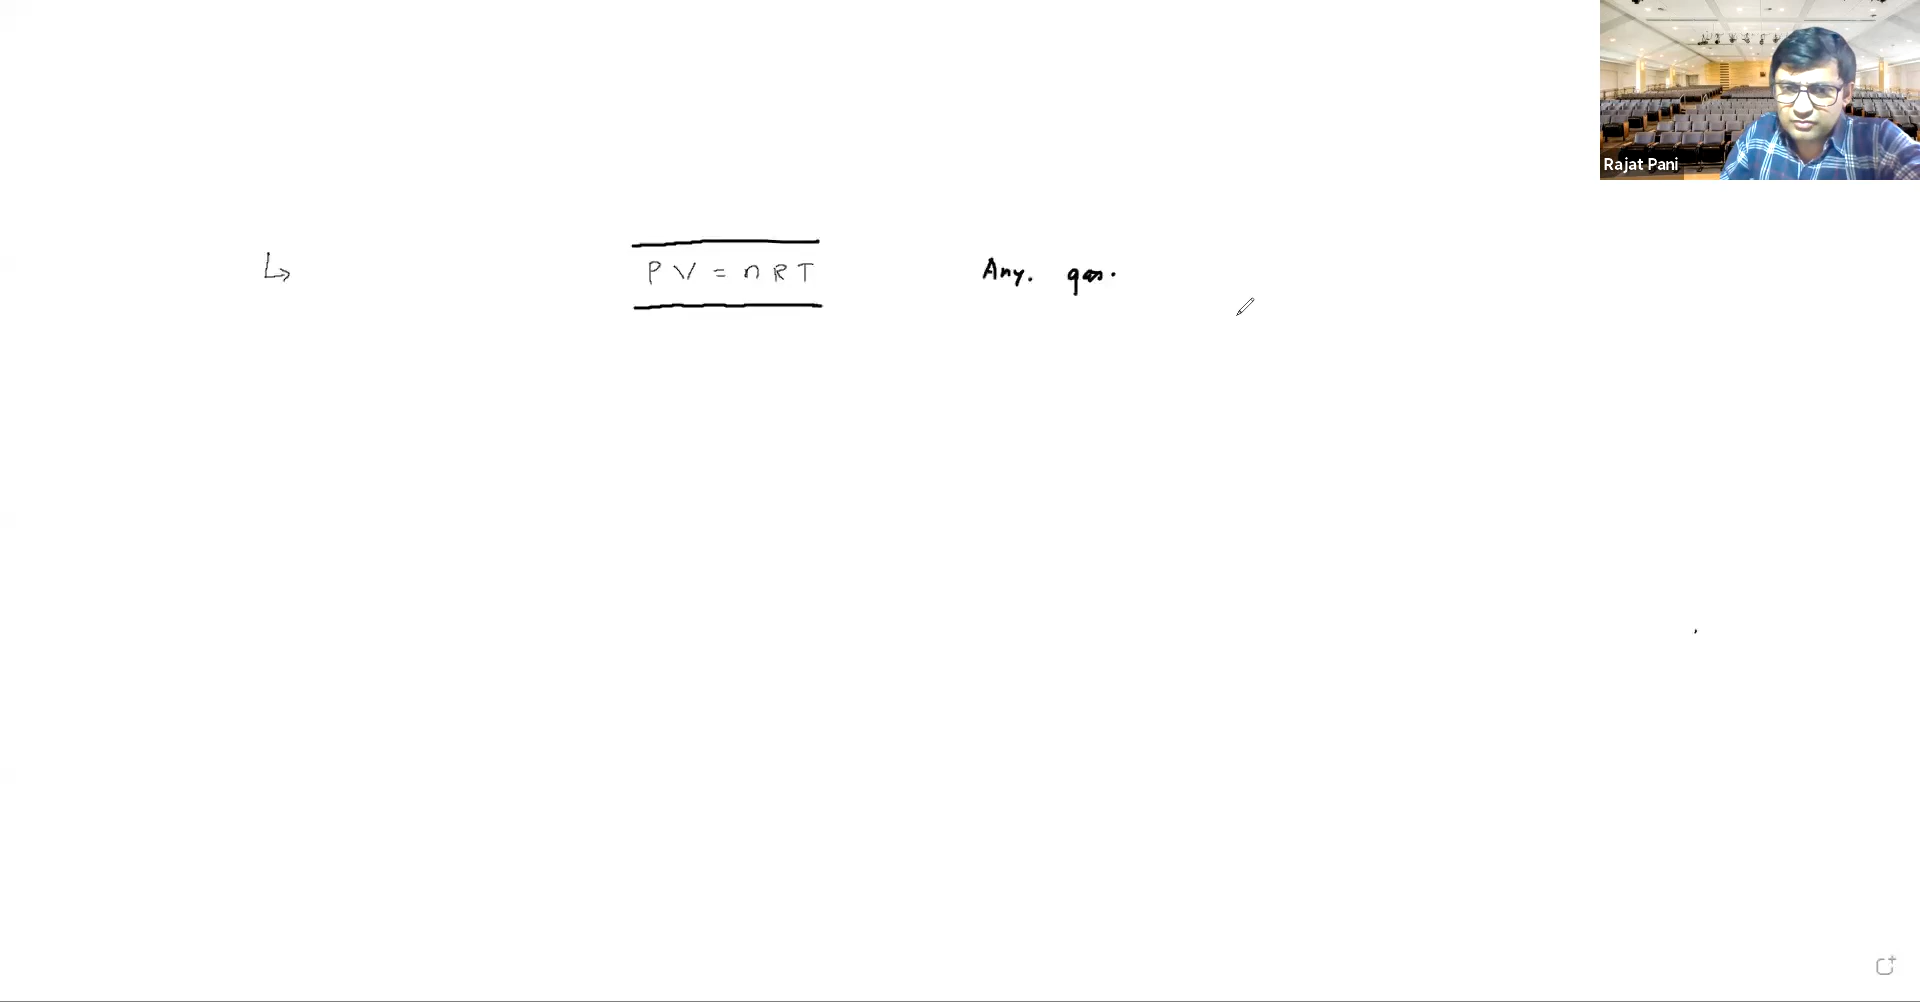 Rajat Pani
↳ PV = nRT Any. gas.